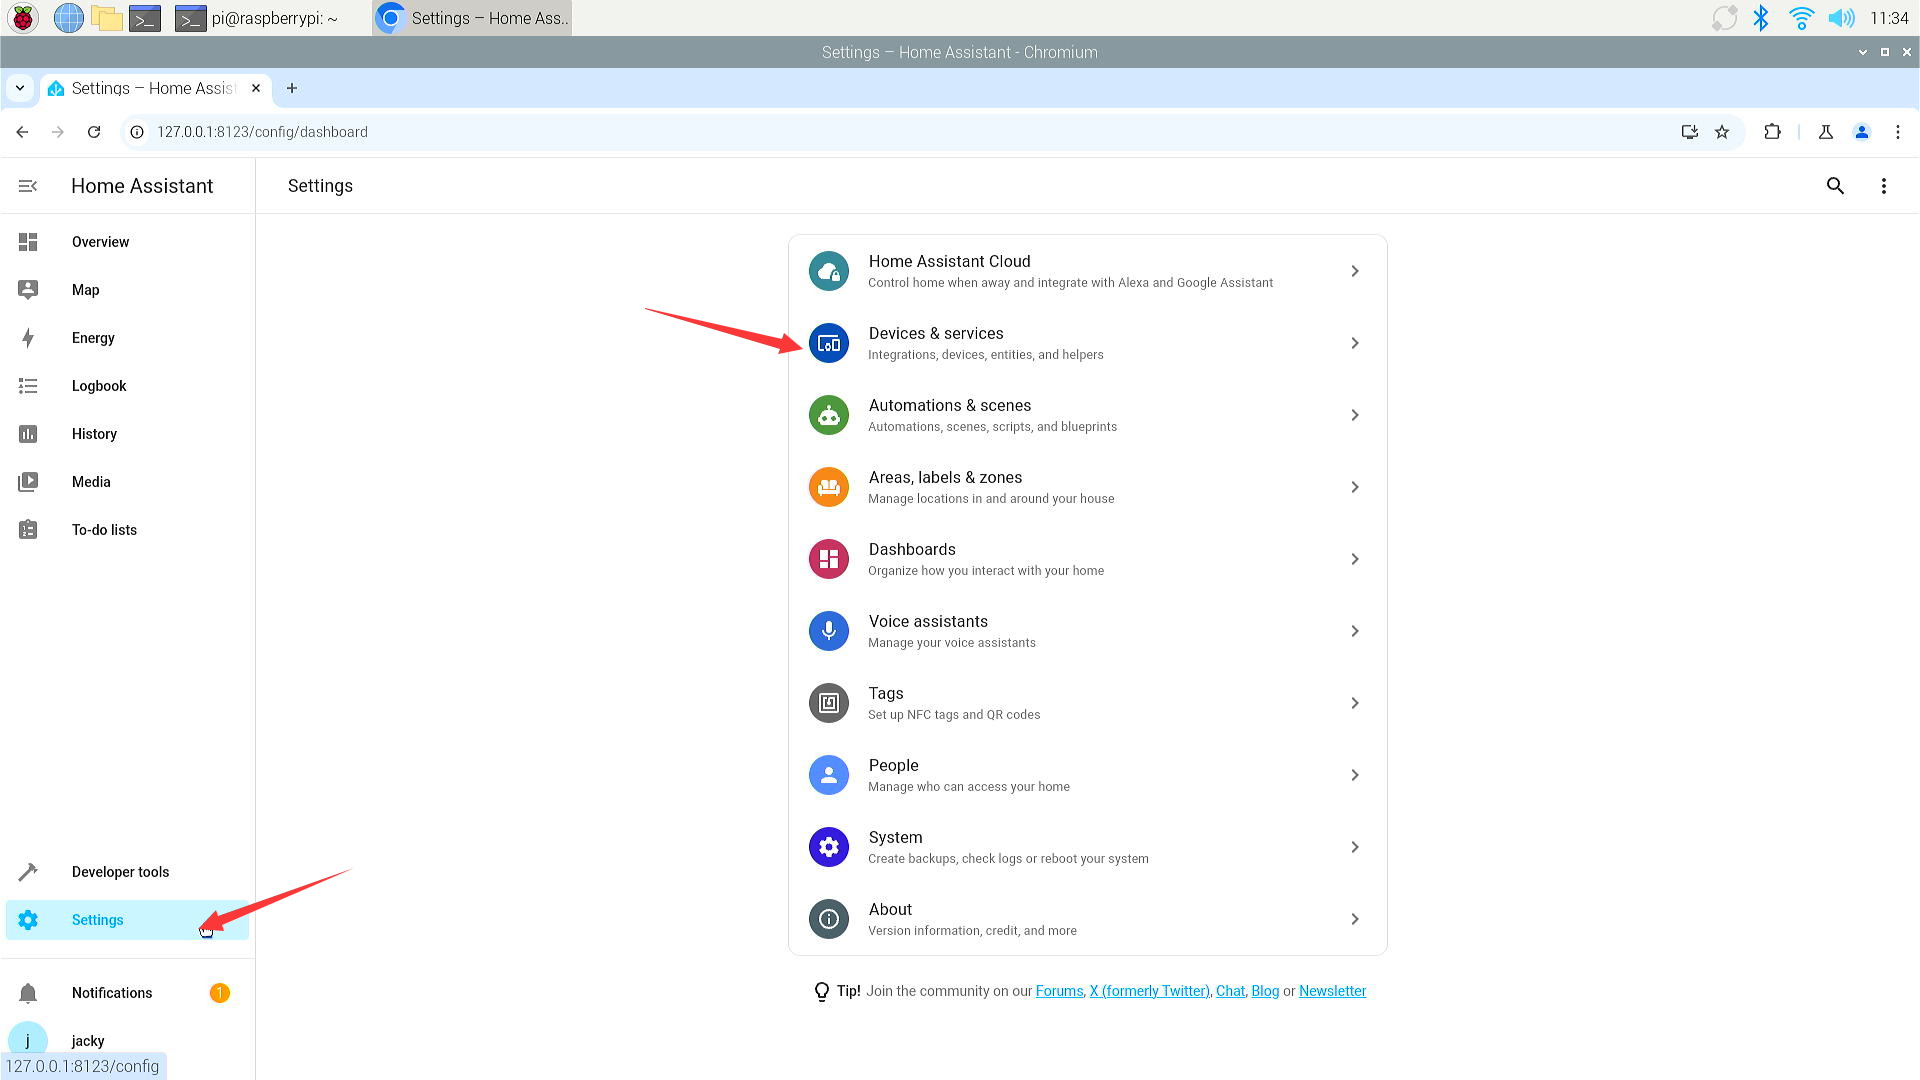 pi@raspberrypi: ~
Settings – Home Ass..
11:34
Settings – Home Assistant - Chromium
Settings – Home Assist
127.0.0.1:8123/config/dashboard
Home Assistant
Settings
Overview
Map
Energy
Logbook
History
Media
To-do lists
Developer tools
Settings
Notifications
1
j
jacky
127.0.0.1:8123/config
Home Assistant Cloud
Control home when away and integrate with Alexa and Google Assistant
Devices & services
Integrations, devices, entities, and helpers
Automations & scenes
Automations, scenes, scripts, and blueprints
Areas, labels & zones
Manage locations in and around your house
Dashboards
Organize how you interact with your home
Voice assistants
Manage your voice assistants
Tags
Set up NFC tags and QR codes
People
Manage who can access your home
System
Create backups, check logs or reboot your system
About
Version information, credit, and more
Tip! Join the community on our Forums, X (formerly Twitter), Chat, Blog or Newsletter